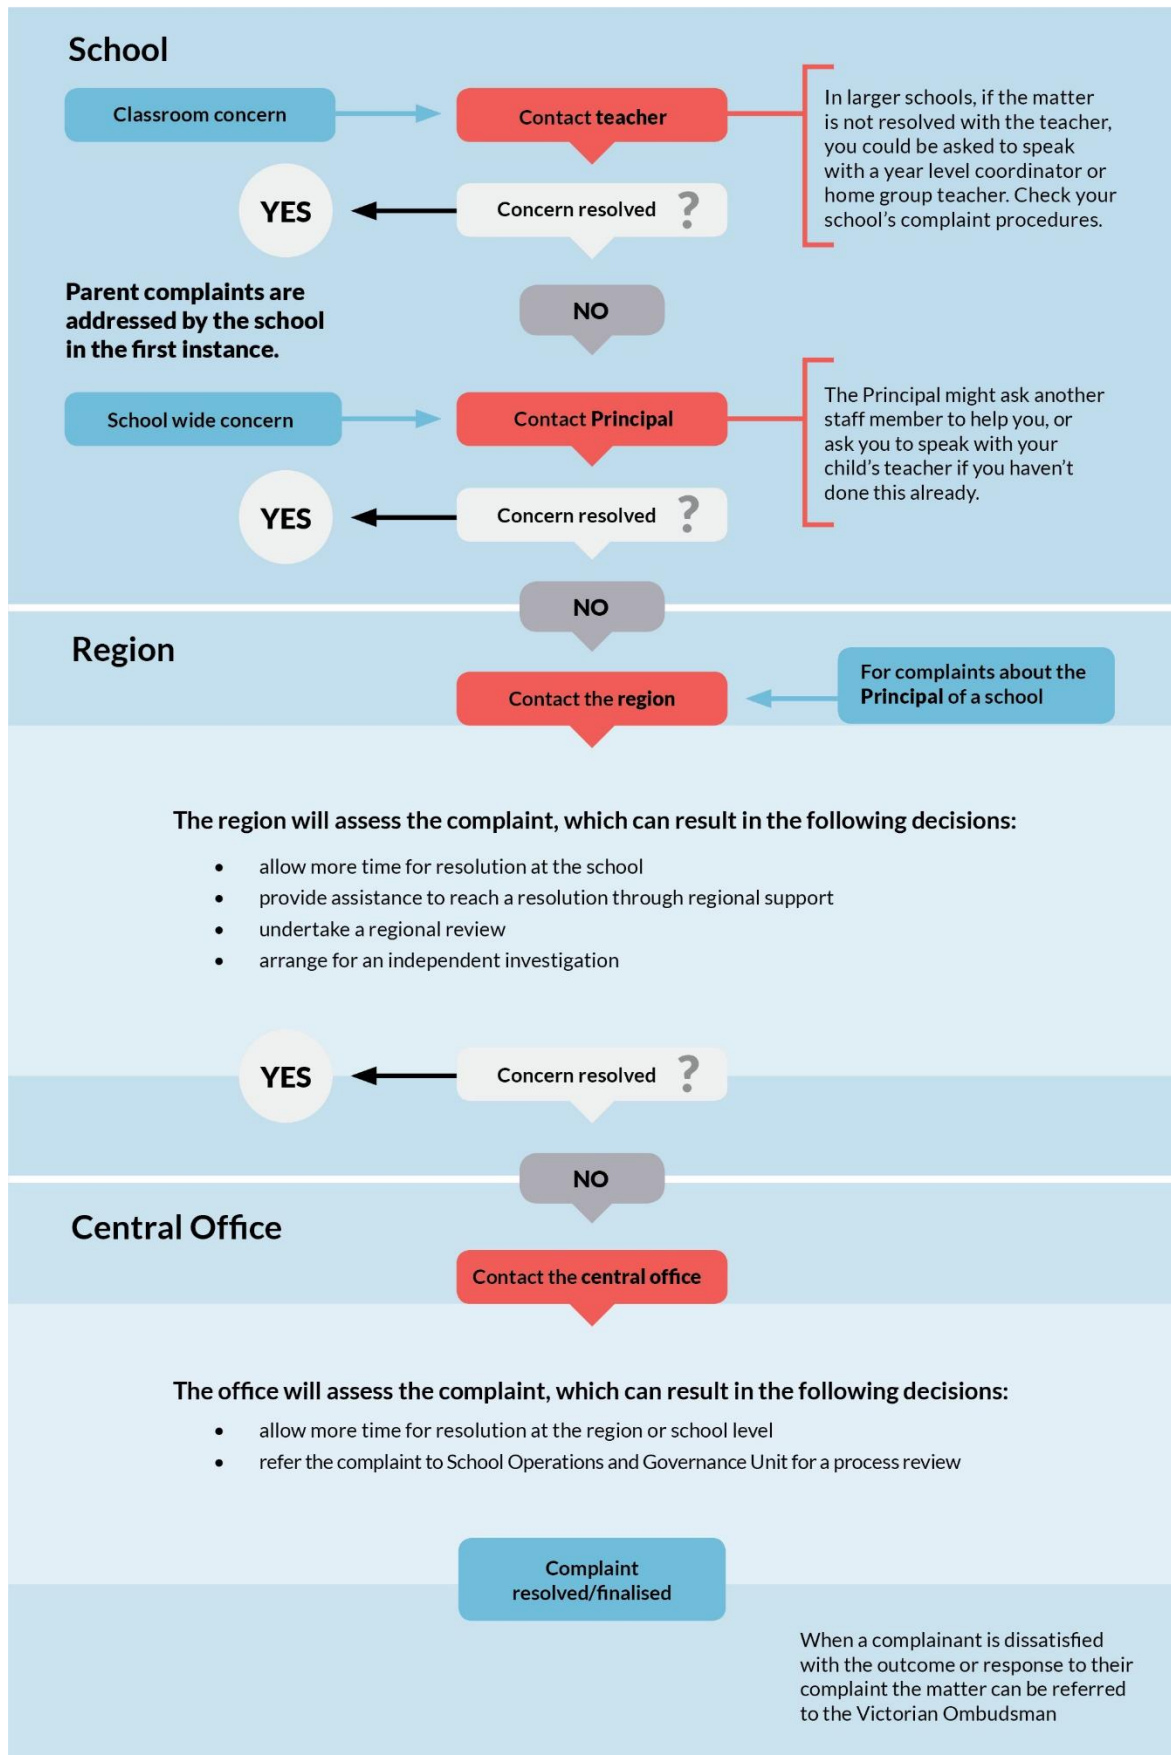 School
Classroom concern
Contact teacher
In larger schools, if the matter
is not resolved with the teacher,
you could be asked to speak
with a year level coordinator or
home group teacher. Check your
school’s complaint procedures.
YES
Concern resolved ?
NO
Parent complaints are
addressed by the school
in the first instance.
School wide concern
Contact Principal
The Principal might ask another
staff member to help you, or
ask you to speak with your
child’s teacher if you haven’t
done this already.
YES
Concern resolved ?
NO
Region
Contact the region
For complaints about the
Principal of a school
The region will assess the complaint, which can result in the following decisions:
• allow more time for resolution at the school
• provide assistance to reach a resolution through regional support
• undertake a regional review
• arrange for an independent investigation
YES
Concern resolved ?
NO
Central Office
Contact the central office
The office will assess the complaint, which can result in the following decisions:
• allow more time for resolution at the region or school level
• refer the complaint to School Operations and Governance Unit for a process review
Complaint
resolved/finalised
When a complainant is dissatisfied
with the outcome or response to their
complaint the matter can be referred
to the Victorian Ombudsman